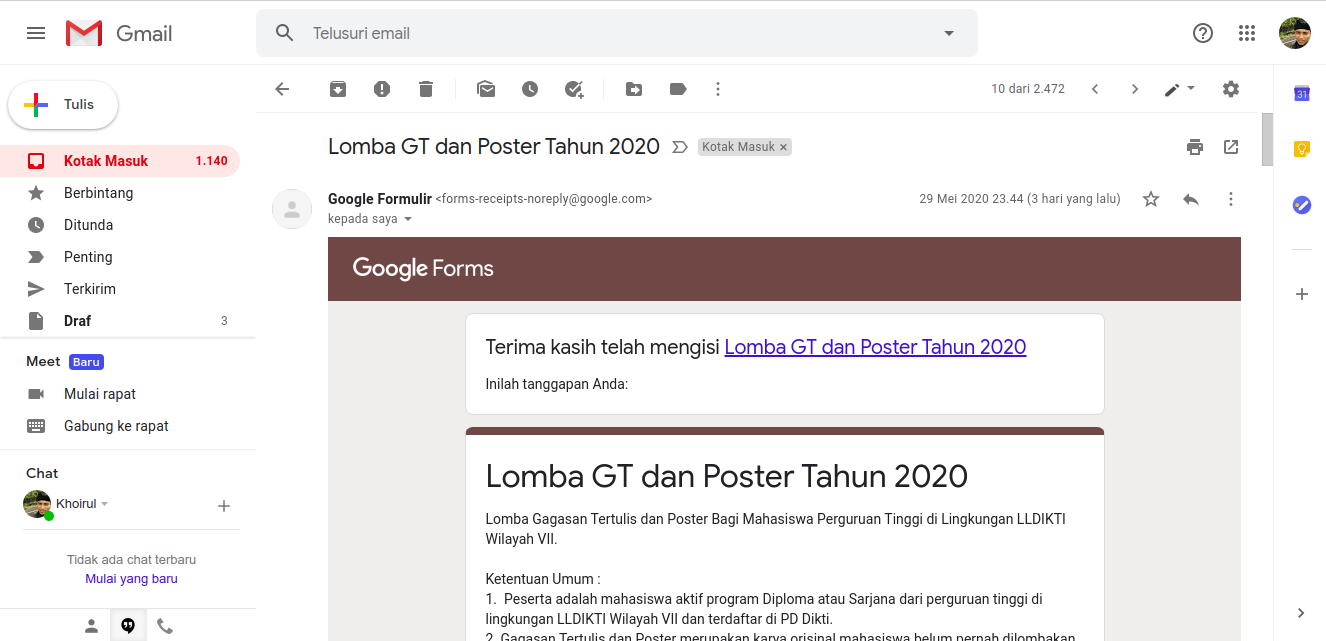 Gmail
Telusuri email
Tulis
10 dari 2.472
31
Kotak Masuk 1.140
Berbintang
Ditunda
Penting
Terkirim
Draf 3
Meet Baru
Mulai rapat
Gabung ke rapat
Chat
Khoirul
Tidak ada chat terbaru
Mulai yang baru
Lomba GT dan Poster Tahun 2020 Kotak Masuk ×
Google Formulir <forms-receipts-noreply@google.com> 29 Mei 2020 23.44 (3 hari yang lalu)
kepada saya
Google Forms
Terima kasih telah mengisi Lomba GT dan Poster Tahun 2020
Inilah tanggapan Anda:
Lomba GT dan Poster Tahun 2020
Lomba Gagasan Tertulis dan Poster Bagi Mahasiswa Perguruan Tinggi di Lingkungan LLDIKTI
Wilayah VII.
Ketentuan Umum :
1. Peserta adalah mahasiswa aktif program Diploma atau Sarjana dari perguruan tinggi di
lingkungan LLDIKTI Wilayah VII dan terdaftar di PD Dikti.
2. Gagasan Tertulis dan Poster merupakan karya orisinal mahasiswa belum pernah dilombakan